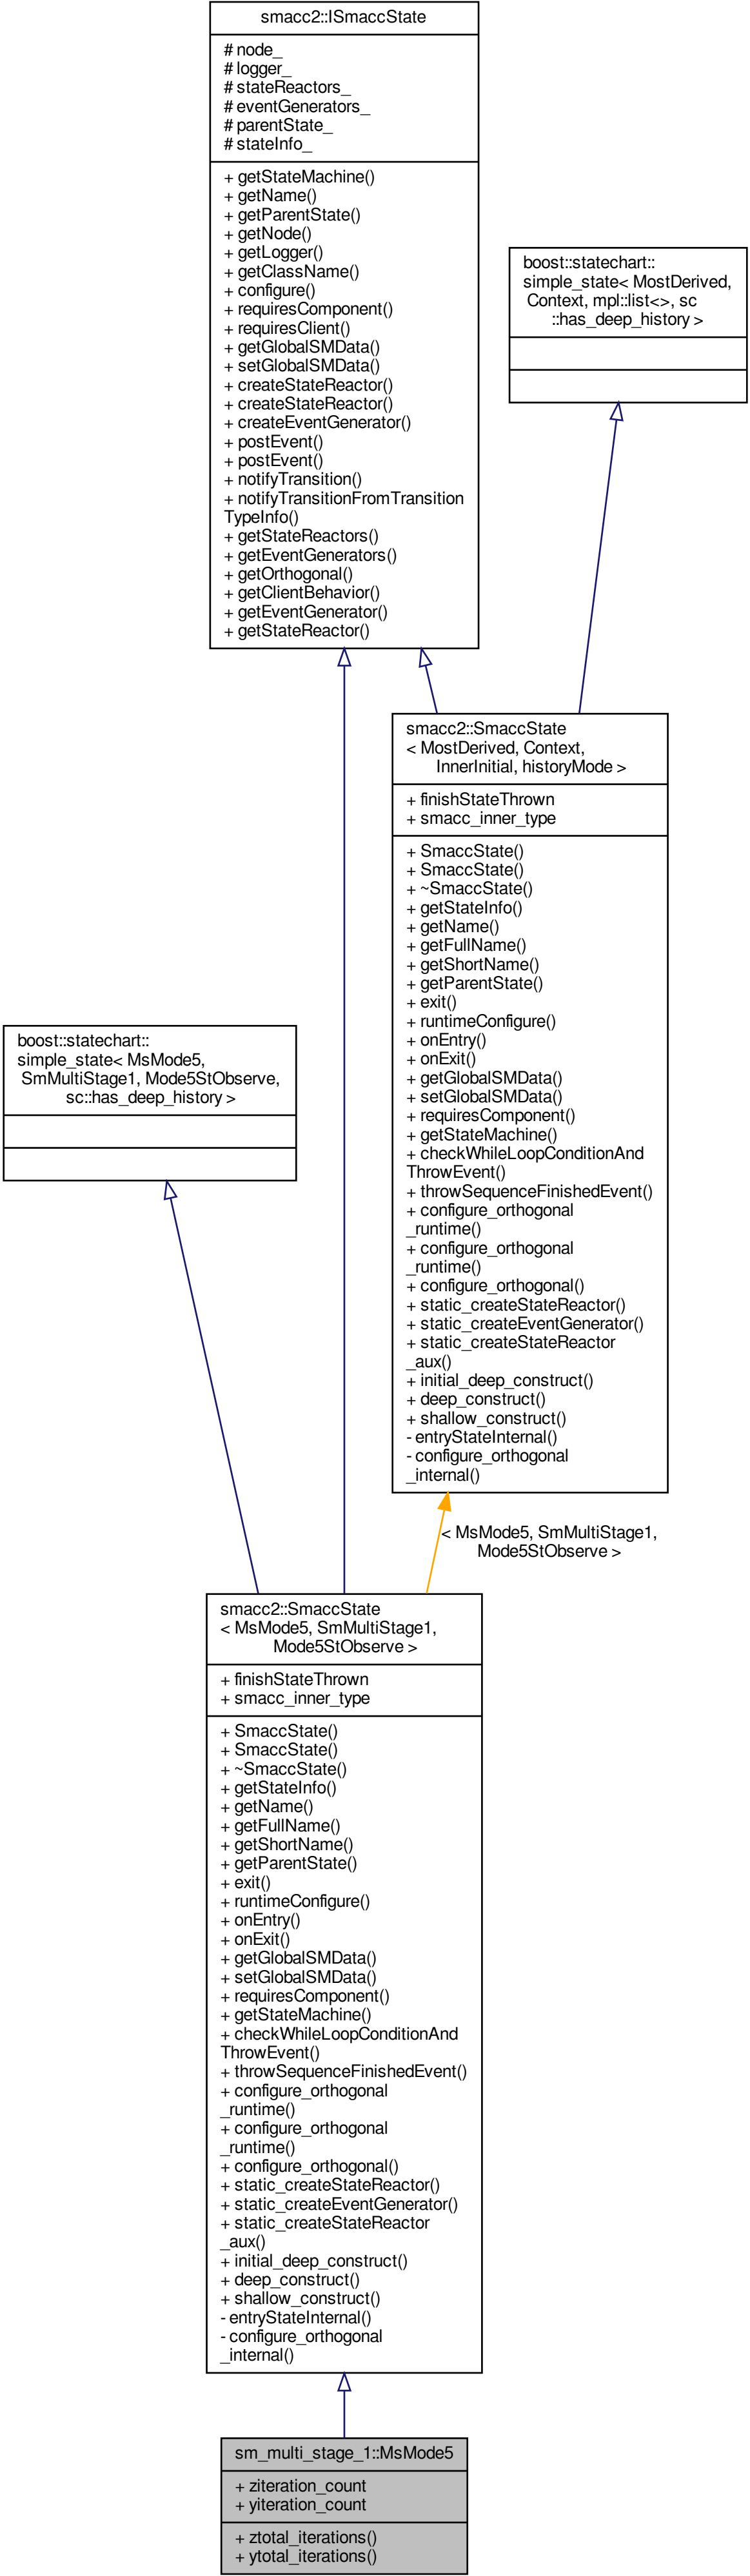 smacc2::ISmaccState
# node_
# logger_
# stateReactors_
# eventGenerators_
# parentState_
# stateInfo_
+ getStateMachine()
+ getName()
+ getParentState()
+ getNode()
+ getLogger()
+ getClassName()
+ configure()
+ requiresComponent()
+ requiresClient()
+ getGlobalSMData()
+ setGlobalSMData()
+ createStateReactor()
+ createStateReactor()
+ createEventGenerator()
+ postEvent()
+ postEvent()
+ notifyTransition()
+ notifyTransitionFromTransition
TypeInfo()
+ getStateReactors()
+ getEventGenerators()
+ getOrthogonal()
+ getClientBehavior()
+ getEventGenerator()
+ getStateReactor()
boost::statechart::
simple_state< MostDerived,
Context, mpl::list<>, sc
::has_deep_history >
smacc2::SmaccState
< MostDerived, Context,
InnerInitial, historyMode >
+ finishStateThrown
+ smacc_inner_type
+ SmaccState()
+ SmaccState()
+ ~SmaccState()
+ getStateInfo()
+ getName()
+ getFullName()
+ getShortName()
+ getParentState()
+ exit()
+ runtimeConfigure()
+ onEntry()
+ onExit()
+ getGlobalSMData()
+ setGlobalSMData()
+ requiresComponent()
+ getStateMachine()
+ checkWhileLoopConditionAnd
ThrowEvent()
+ throwSequenceFinishedEvent()
+ configure_orthogonal
_runtime()
+ configure_orthogonal
_runtime()
+ configure_orthogonal()
+ static_createStateReactor()
+ static_createEventGenerator()
+ static_createStateReactor
_aux()
+ initial_deep_construct()
+ deep_construct()
+ shallow_construct()
- entryStateInternal()
- configure_orthogonal
_internal()
boost::statechart::
simple_state< MsMode5,
SmMultiStage1, Mode5StObserve,
sc::has_deep_history >
< MsMode5, SmMultiStage1,
Mode5StObserve >
smacc2::SmaccState
< MsMode5, SmMultiStage1,
Mode5StObserve >
+ finishStateThrown
+ smacc_inner_type
+ SmaccState()
+ SmaccState()
+ ~SmaccState()
+ getStateInfo()
+ getName()
+ getFullName()
+ getShortName()
+ getParentState()
+ exit()
+ runtimeConfigure()
+ onEntry()
+ onExit()
+ getGlobalSMData()
+ setGlobalSMData()
+ requiresComponent()
+ getStateMachine()
+ checkWhileLoopConditionAnd
ThrowEvent()
+ throwSequenceFinishedEvent()
+ configure_orthogonal
_runtime()
+ configure_orthogonal
_runtime()
+ configure_orthogonal()
+ static_createStateReactor()
+ static_createEventGenerator()
+ static_createStateReactor
_aux()
+ initial_deep_construct()
+ deep_construct()
+ shallow_construct()
- entryStateInternal()
- configure_orthogonal
_internal()
sm_multi_stage_1::MsMode5
+ ziteration_count
+ yiteration_count
+ ztotal_iterations()
+ ytotal_iterations()